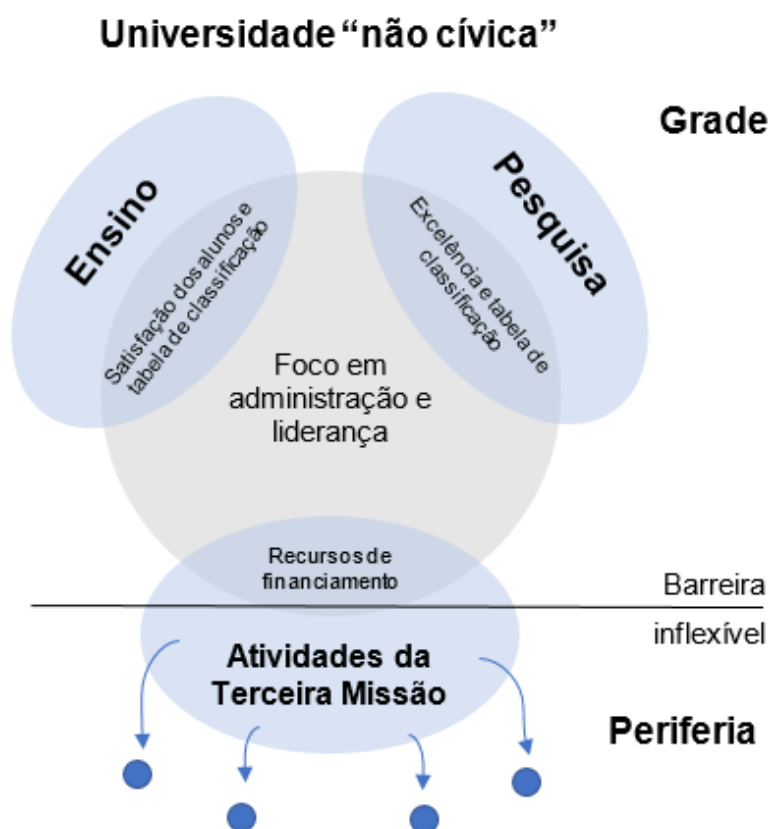 Universidade “não cívica”
Grade
Ensino
Satisfação dos alunos e
tabela de classificação
Pesquisa
Excelência e tabela de
classificação
Foco em
administração e
liderança
Recursos de
financiamento
Barreira
inflexível
Atividades da
Terceira Missão
Periferia